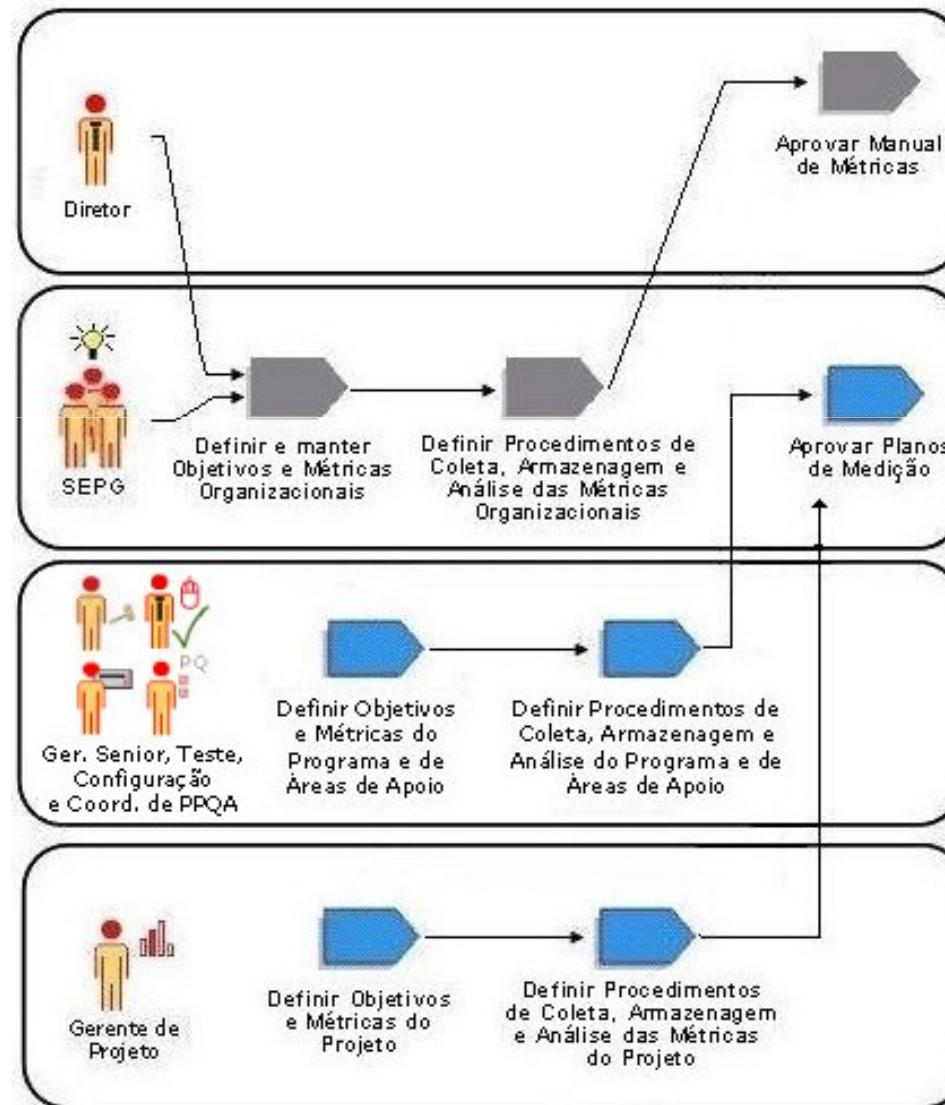 Diretor
Aprovar Manual
de Métricas
SEPG
Definir e manter
Objetivos e Métricas
Organizacionais
Definir Procedimentos de
Coleta, Armazenagem e
Análise das Métricas
Organizacionais
Aprovar Planos
de Medição
PQ
Ger. Senior, Teste,
Configuração
e Coord. de PPQA
Definir Objetivos
e Métricas do
Programa e de
Áreas de Apoio
Definir Procedimentos de
Coleta, Armazenagem e
Análise do Programa e de
Áreas de Apoio
Gerente de
Projeto
Definir Objetivos
e Métricas do
Projeto
Definir Procedimentos
de Coleta, Armazenagem
e Análise das Métricas
do Projeto